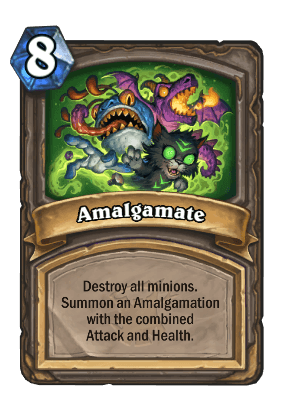 8
Amalgamate
Destroy all minions.
Summon an Amalgamation
with the combined
Attack and Health.